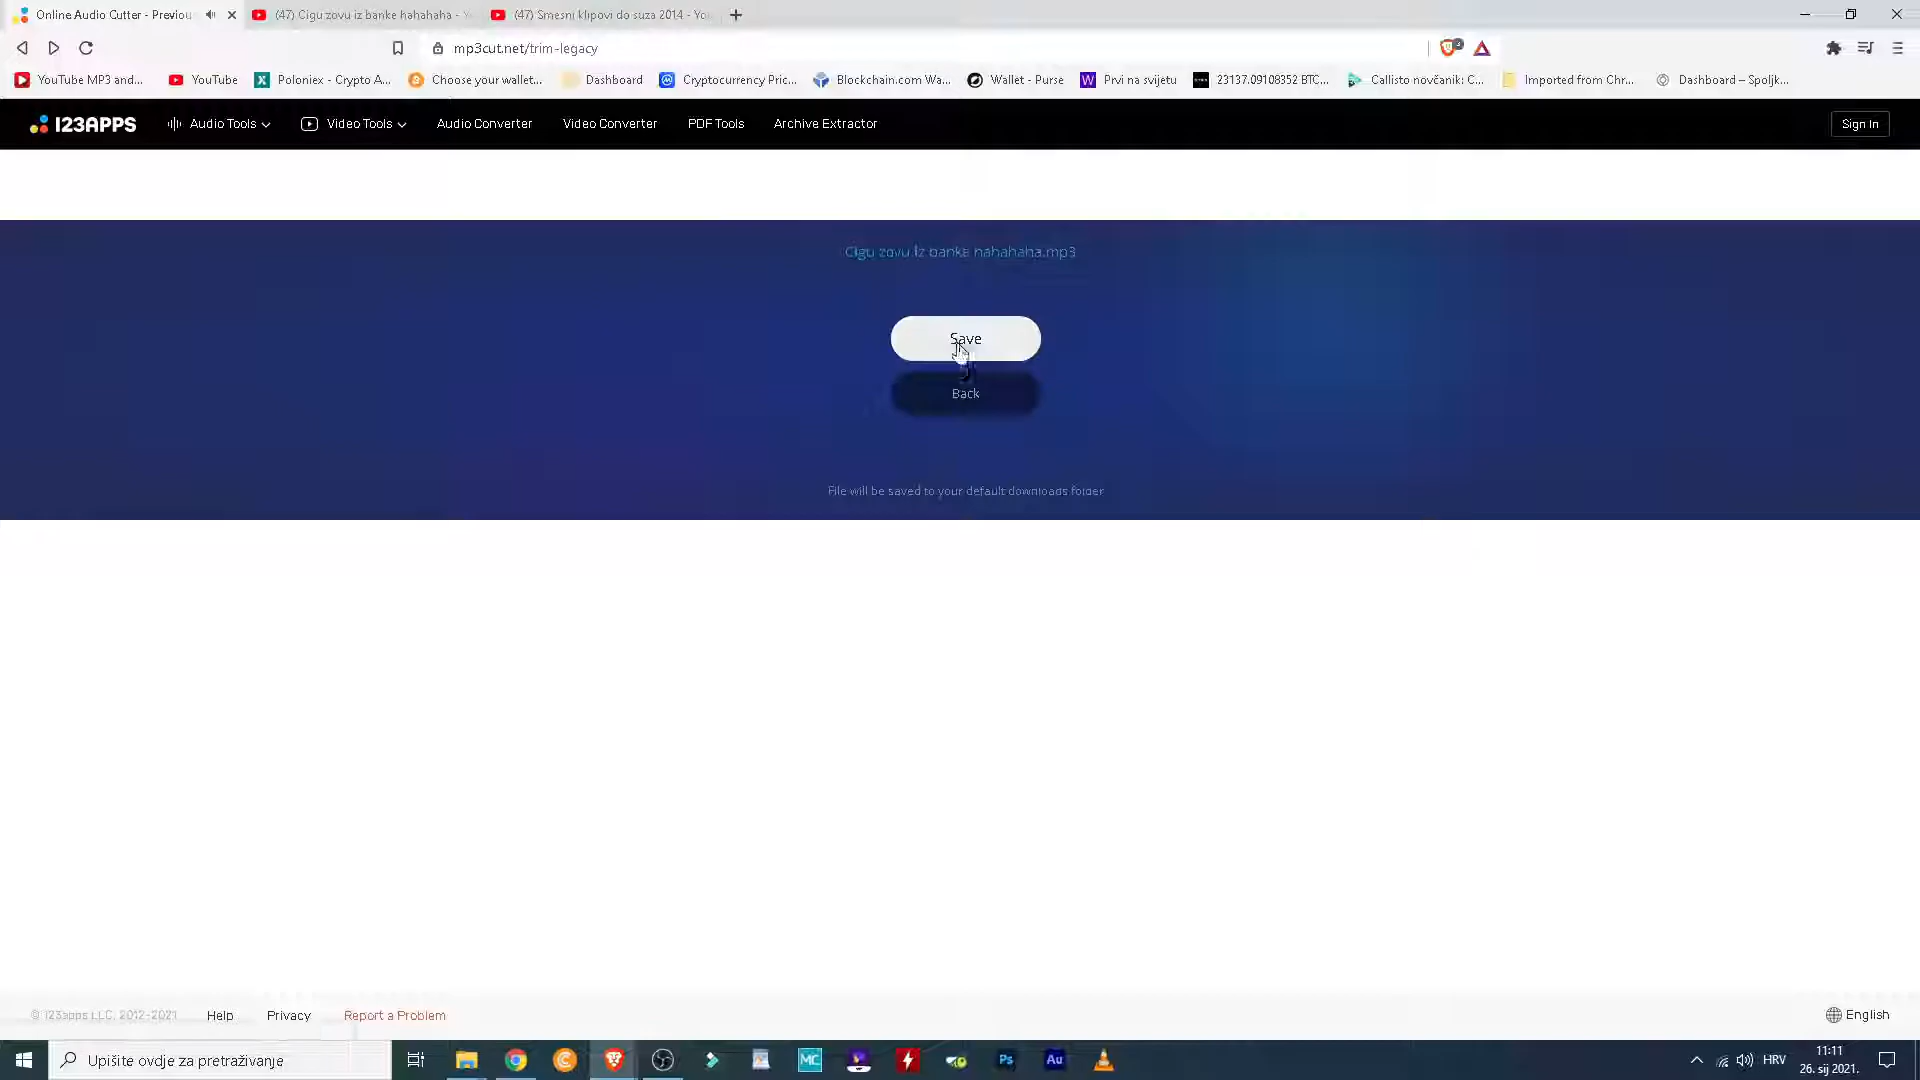 Online Audio Cutter - Previou
(47) Cigu zovu iz banke hahahaha - Y
(47) Smesni klipovi do suza 2014 - You
mp3cut.net/trim-legacy
3
YouTube MP3 and...
YouTube
Poloniex - Crypto A...
Choose your wallet...
Dashboard
Cryptocurrency Pric...
Blockchain.com Wa...
Wallet - Purse
Prvi na svijetu
23137.09108352 BTC...
Callisto novčanik: C...
Imported from Chr...
Dashboard – Spoljk...
123APPS
Audio Tools
Video Tools
Audio Converter
Video Converter
PDF Tools
Archive Extractor
Sign In
Cigu zovu iz banke hahahaha.mp3
Save
Back
File will be saved to your default downloads folder
© 123apps LLC, 2012-2021
Help
Privacy
Report a Problem
English
Upišite ovdje za pretraživanje
MC
Ps
Au
HRV
11:11
26. sij 2021.